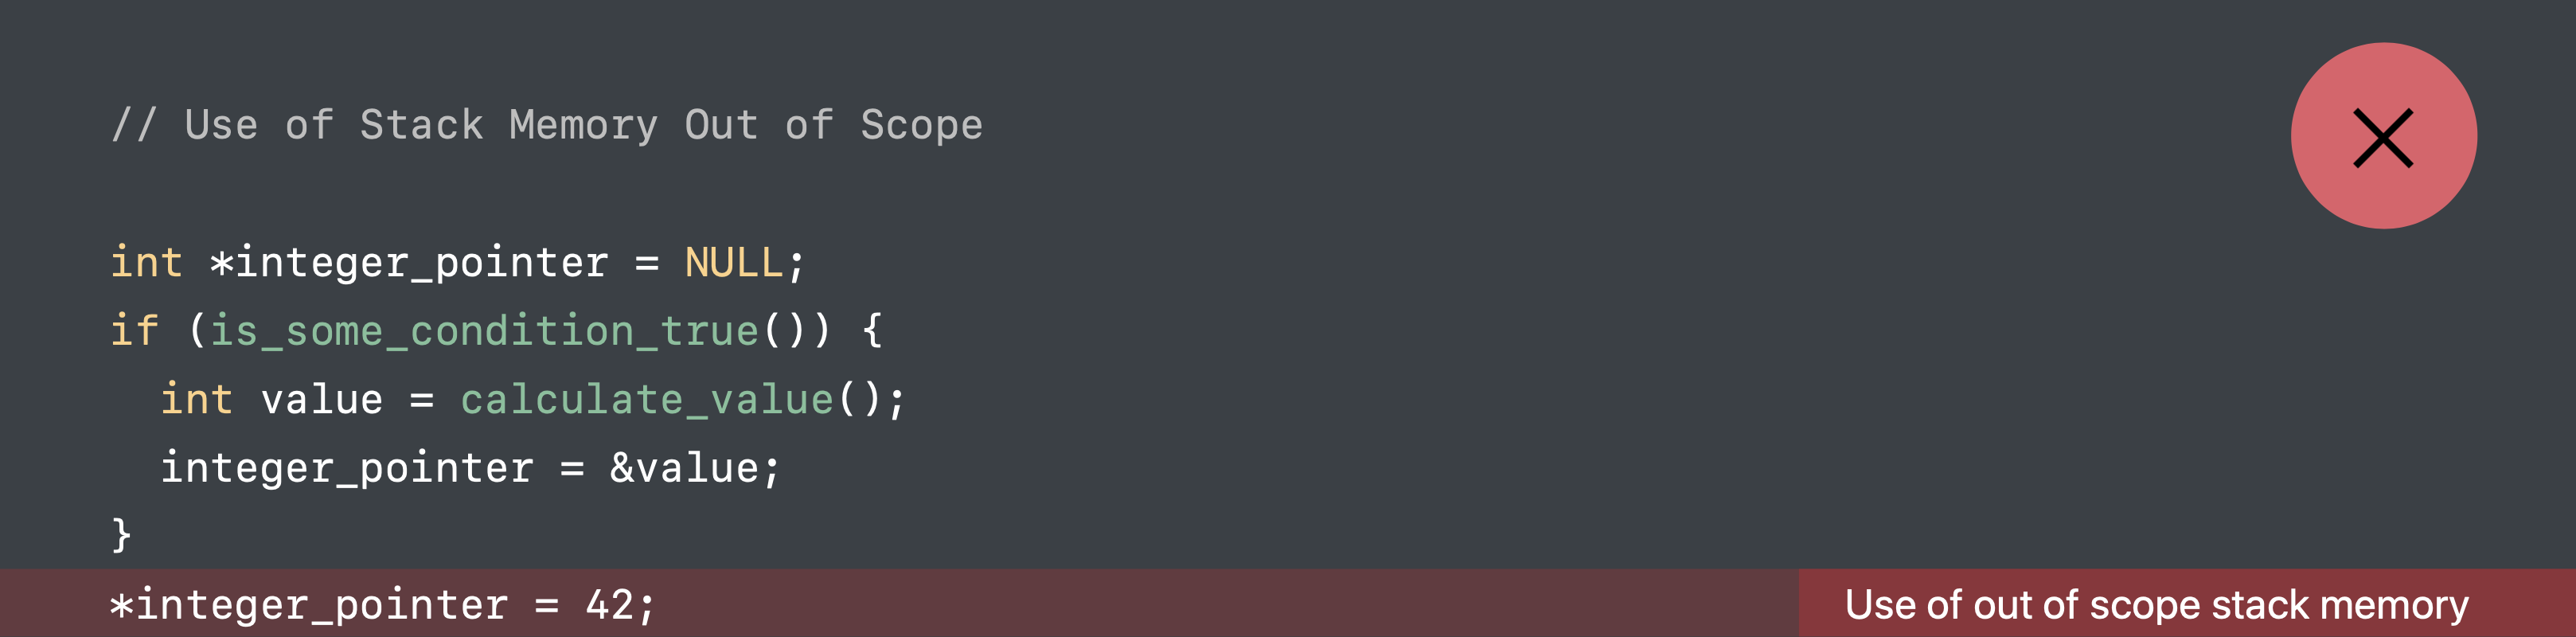 // Use of Stack Memory Out of Scope
int *integer_pointer = NULL;
if (is_some_condition_true()) {
  int value = calculate_value();
  integer_pointer = &value;
}
*integer_pointer = 42;
Use of out of scope stack memory